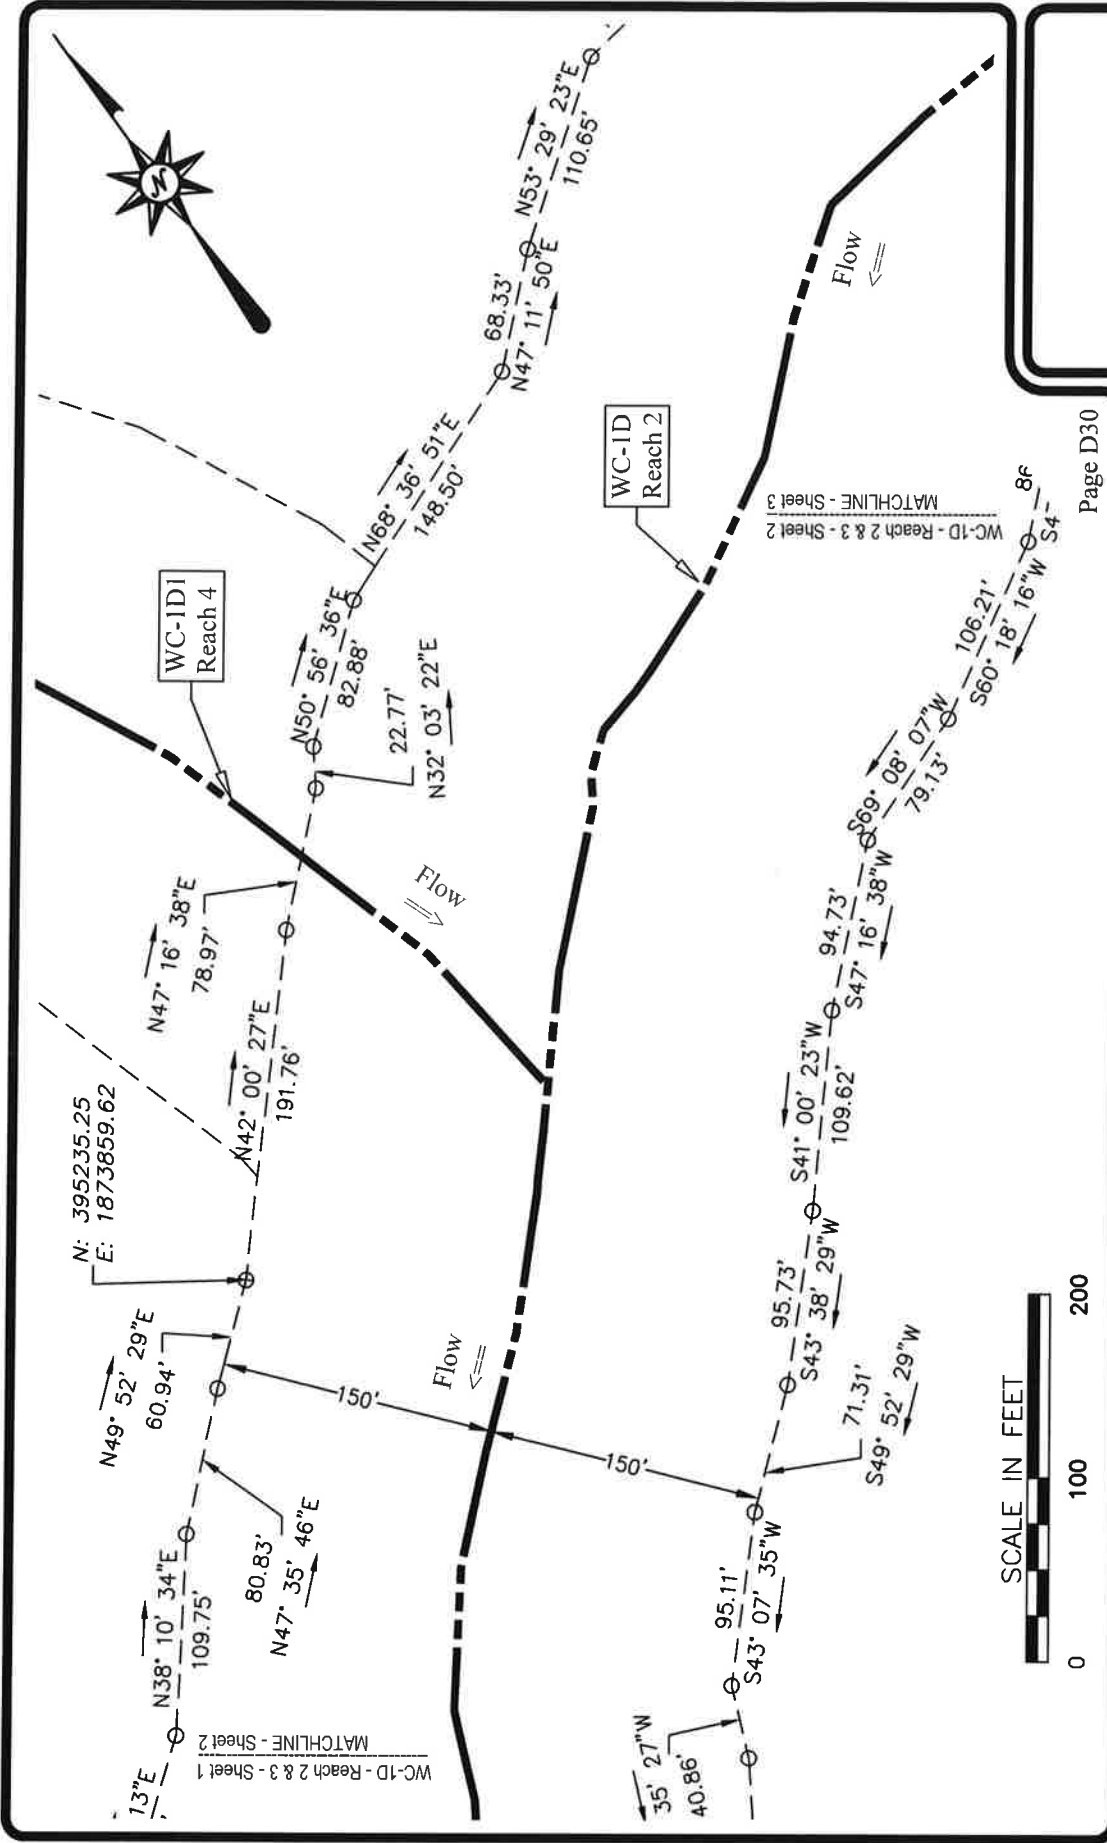 N
13"E
N38° 10' 34"E
109.75'
80.83'
N47° 35' 46"E
N49° 52' 29"E
60.94'
N: 395235.25
E: 1873859.62
N42° 00' 27"E
191.76'
N47° 16' 38"E
78.97'
WC-1D1
Reach 4
22.77'
N32° 03' 22"E
N50° 56' 36"E
82.88'
N68° 36' 51"E
148.50'
68.33'
N47° 11' 50"E
N53° 29' 23"E
110.65'
WC-1D - Reach 2 & 3 - Sheet 1
MATCHLINE - Sheet 2
150'
150'
Flow
Flow
Flow
WC-1D
Reach 2
WC-1D - Reach 2 & 3 - Sheet 2
MATCHLINE - Sheet 3
35' 27"W
40.86'
95.11'
S43° 07' 35"W
71.31'
S49° 52' 29"W
95.73'
S43° 38' 29"W
S41° 00' 23"W
109.62'
94.73'
S47° 16' 38"W
S69° 08' 07"W
79.13'
106.21'
S60° 18' 16"W
86
S4
SCALE IN FEET
0 100 200
Page D30